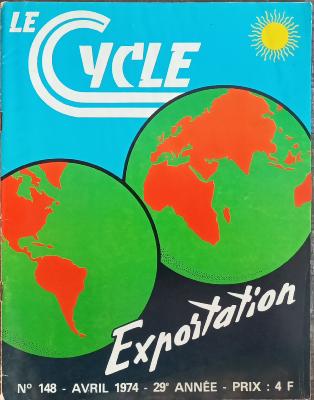 LE
CYCLE
Exportation
N° 148 - AVRIL 1974 - 29e ANNÉE - PRIX : 4 F